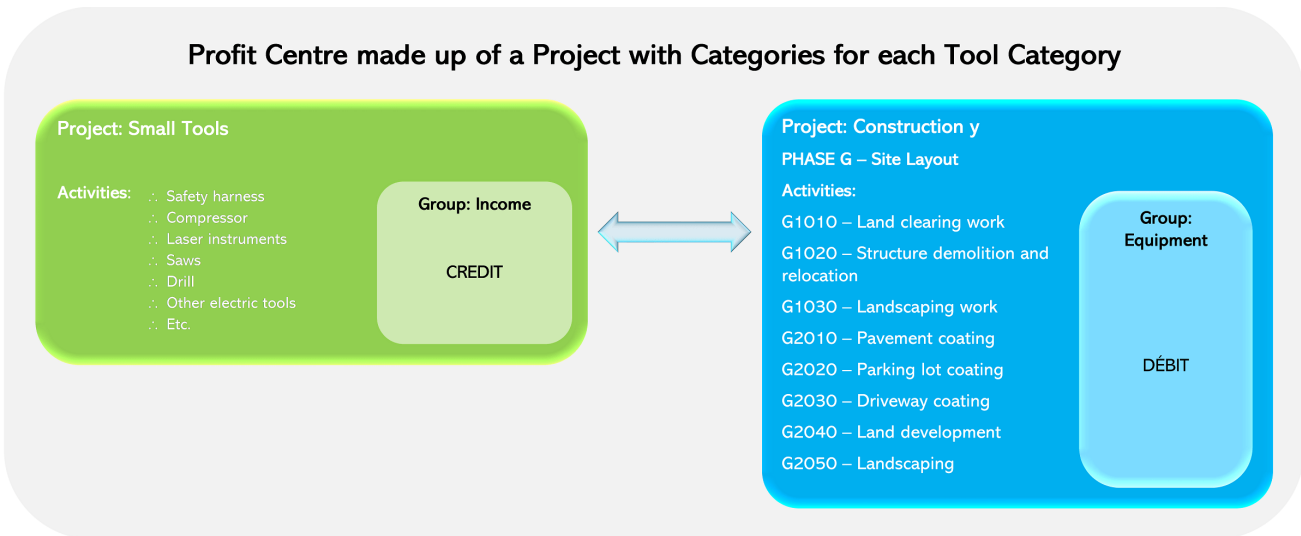 Profit Centre made up of a Project with Categories for each Tool Category
Project: Small Tools
Activities:
∴ Safety harness
∴ Compressor
∴ Laser instruments
∴ Saws
∴ Drill
∴ Other electric tools
∴ Etc.
Group: Income
CREDIT
Project: Construction y
PHASE G – Site Layout
Activities:
G1010 – Land clearing work
G1020 – Structure demolition and
relocation
G1030 – Landscaping work
G2010 – Pavement coating
G2020 – Parking lot coating
G2030 – Driveway coating
G2040 – Land development
G2050 – Landscaping
Group:
Equipment
DÉBIT